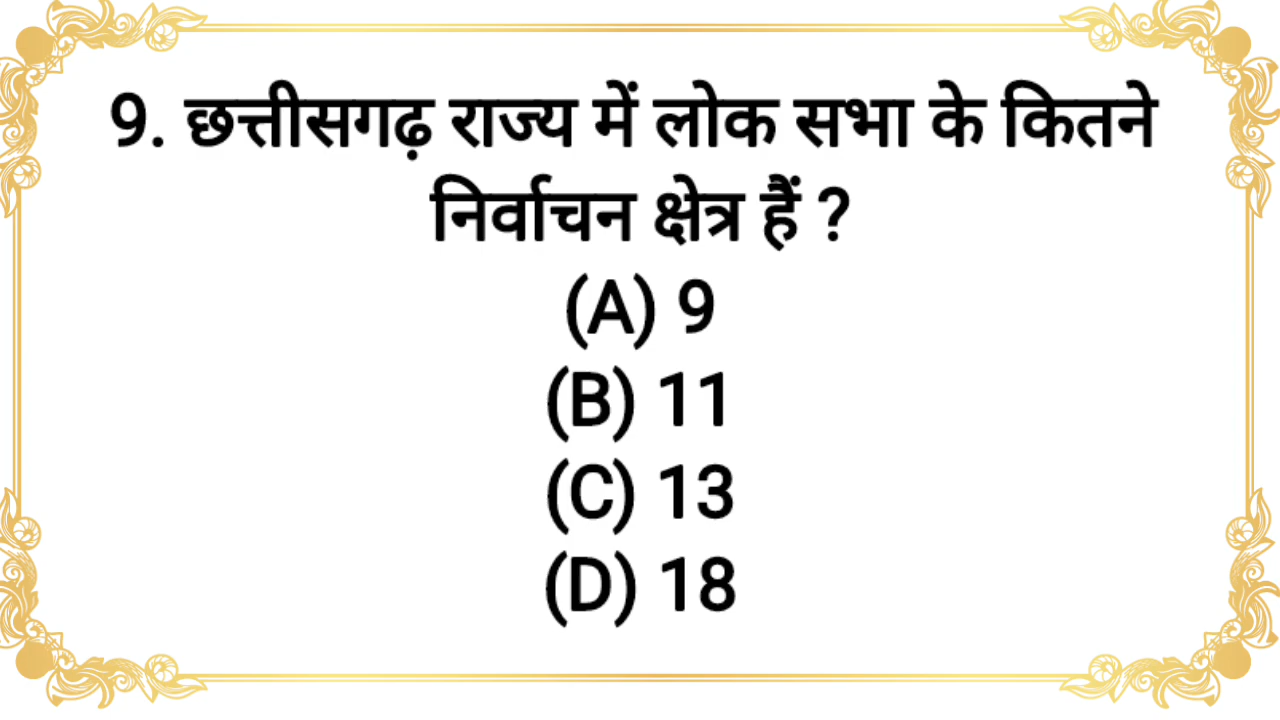 9. छत्तीसगढ़ राज्य में लोक सभा के कितने
निर्वाचन क्षेत्र हैं ?
(A) 9
(B) 11
(C) 13
(D) 18